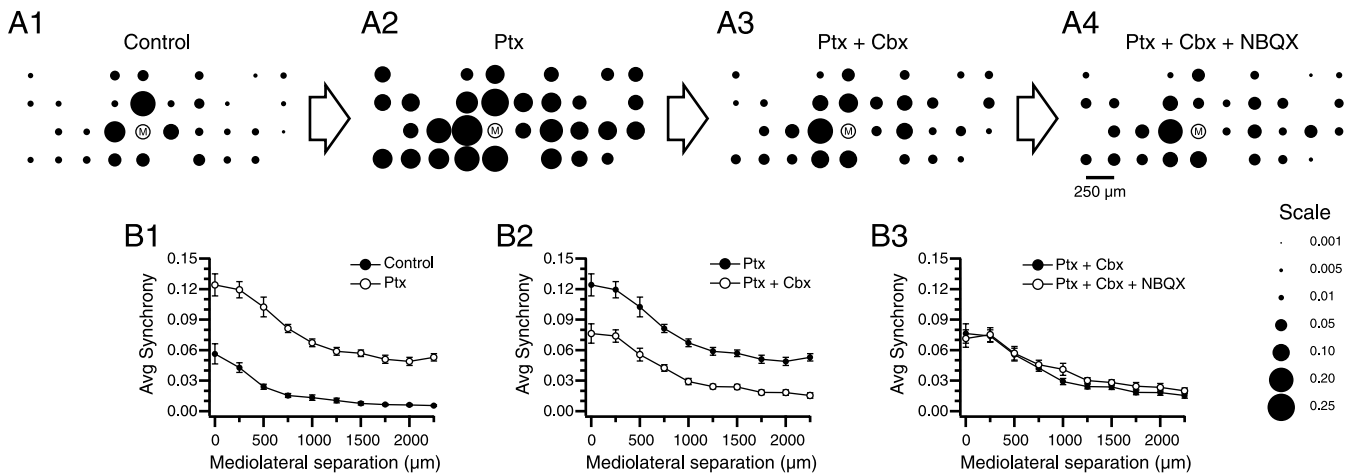 A1
Control
A2
Ptx
A3
Ptx + Cbx
A4
Ptx + Cbx + NBQX
M
M
M
M
250 µm
B1
Avg Synchrony
0.15
0.12
0.09
0.06
0.03
0.00
0
500
1000
1500
2000
Mediolateral separation (µm)
Control
Ptx
B2
Avg Synchrony
0.15
0.12
0.09
0.06
0.03
0.00
0
500
1000
1500
2000
Mediolateral separation (µm)
Ptx
Ptx + Cbx
B3
Avg Synchrony
0.15
0.12
0.09
0.06
0.03
0.00
0
500
1000
1500
2000
Mediolateral separation (µm)
Ptx + Cbx
Ptx + Cbx + NBQX
Scale
0.001
0.005
0.01
0.05
0.10
0.20
0.25